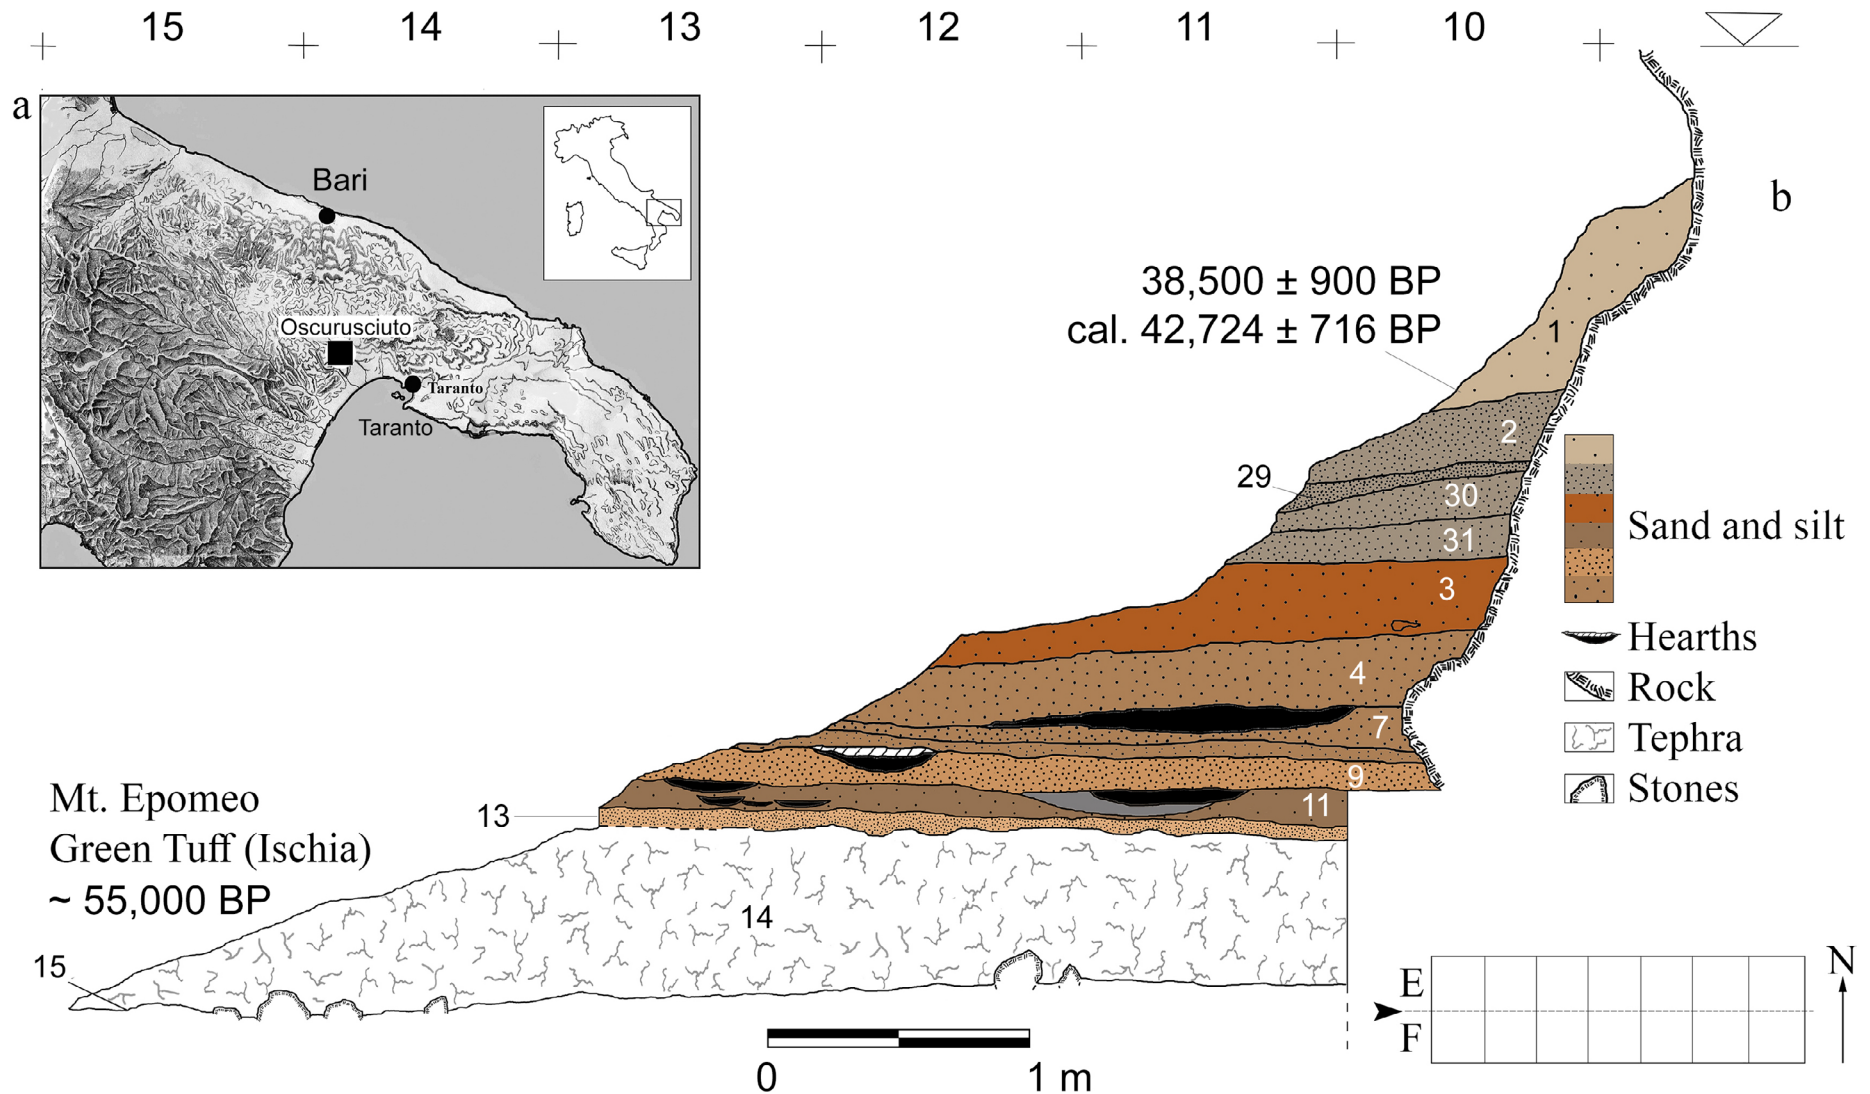 15 14 13 12 11 10
a
Bari
Oscurusciuto
Taranto
Taranto
b
38,500 ± 900 BP
cal. 42,724 ± 716 BP
1
2
29
30
31
3
4
7
9
11
13
14
15
Mt. Epomeo
Green Tuff (Ischia)
~ 55,000 BP
Sand and silt
Hearths
Rock
Tephra
Stones
0 1 m
E
F
N